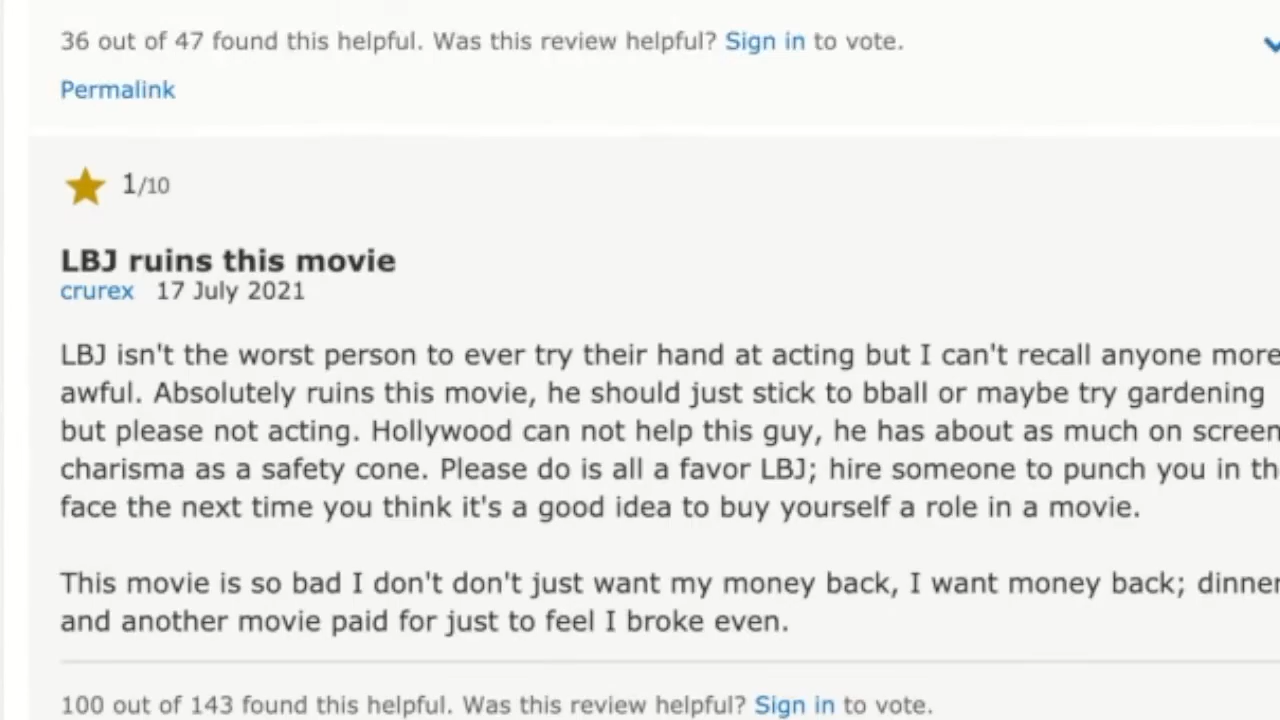 36 out of 47 found this helpful. Was this review helpful? Sign in to vote.
Permalink
1/10
LBJ ruins this movie
crurex 17 July 2021
LBJ isn't the worst person to ever try their hand at acting but I can't recall anyone more
awful. Absolutely ruins this movie, he should just stick to bball or maybe try gardening
but please not acting. Hollywood can not help this guy, he has about as much on screen
charisma as a safety cone. Please do is all a favor LBJ; hire someone to punch you in th
face the next time you think it's a good idea to buy yourself a role in a movie.
This movie is so bad I don't don't just want my money back, I want money back; dinner
and another movie paid for just to feel I broke even.
100 out of 143 found this helpful. Was this review helpful? Sign in to vote.